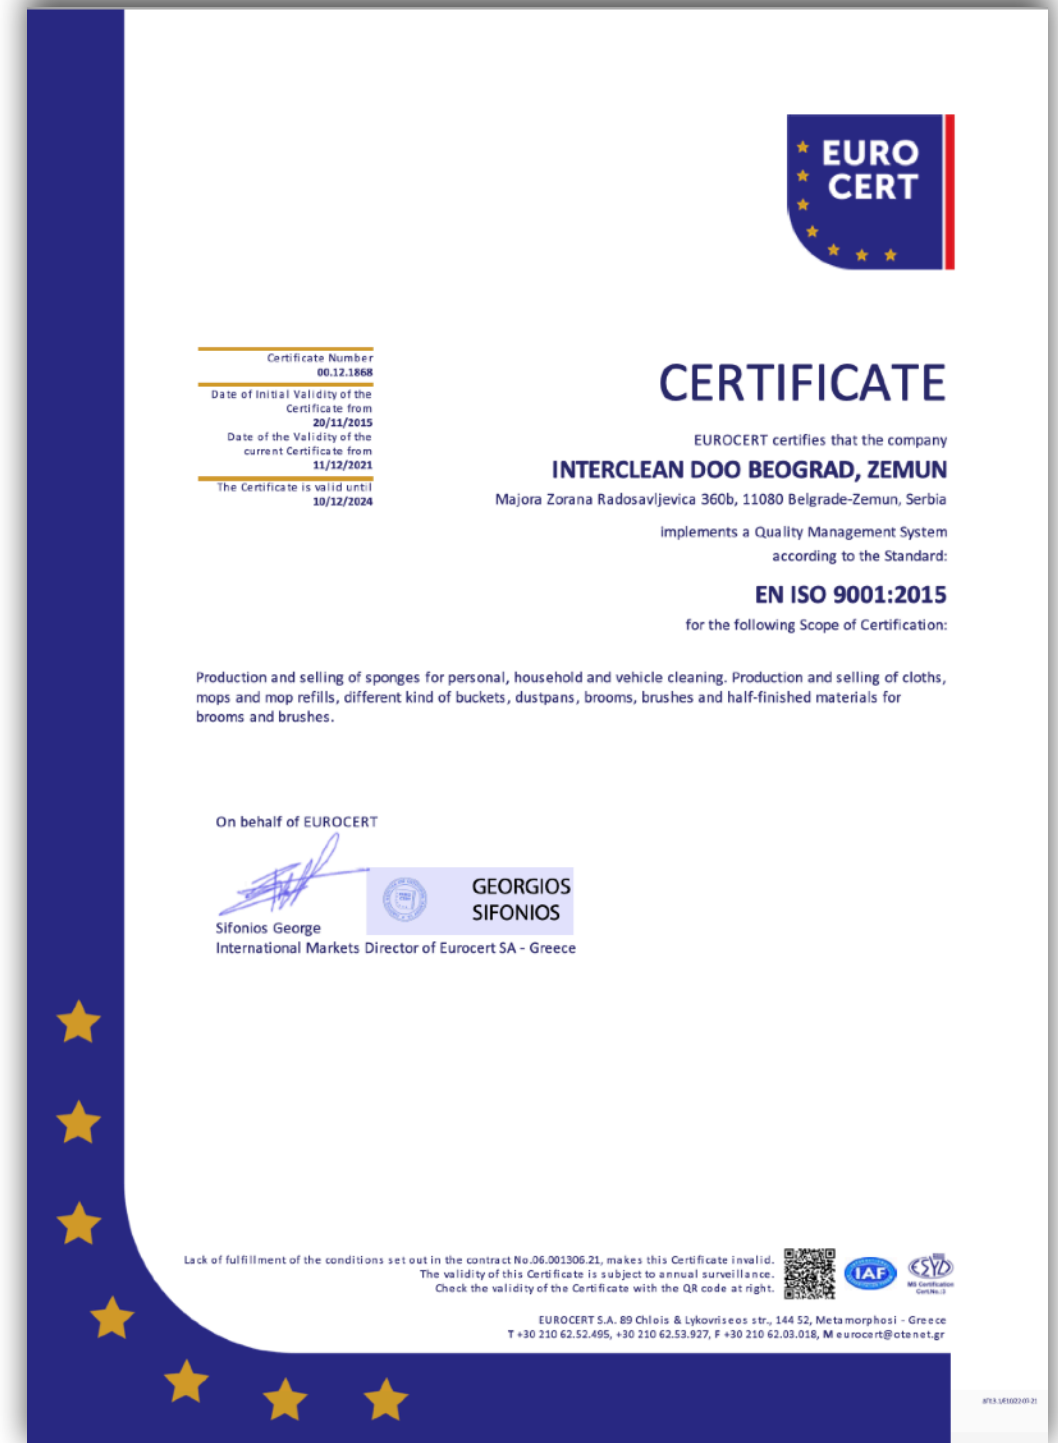 EURO
CERT
Certificate Number
00.12.1868
Date of Initial Validity of the
Certificate from
20/11/2015
Date of the Validity of the
current Certificate from
11/12/2021
The Certificate is valid until
10/12/2024
CERTIFICATE
EUROCERT certifies that the company
INTERCLEAN DOO BEOGRAD, ZEMUN
Majora Zorana Radosavljevica 360b, 11080 Belgrade-Zemun, Serbia
implements a Quality Management System
according to the Standard:
EN ISO 9001:2015
for the following Scope of Certification:
Production and selling of sponges for personal, household and vehicle cleaning. Production and selling of cloths,
mops and mop refills, different kind of buckets, dustpans, brooms, brushes and half-finished materials for
brooms and brushes.
On behalf of EUROCERT
GEORGIOS
SIFONIOS
Sifonios George
International Markets Director of Eurocert SA - Greece
Lack of fulfillment of the conditions set out in the contract No.06.001306.21, makes this Certificate invalid.
The validity of this Certificate is subject to annual surveillance.
Check the validity of the Certificate with the QR code at right.
IAF
ΕΣΥΔ
MS Certification
Cert.No.:3
EUROCERT S.A. 89 Chlois & Lykovriseos str., 144 52, Metamorphosi - Greece
T +30 210 62.52.495, +30 210 62.53.927, F +30 210 62.03.018, M eurocert@otenet.gr